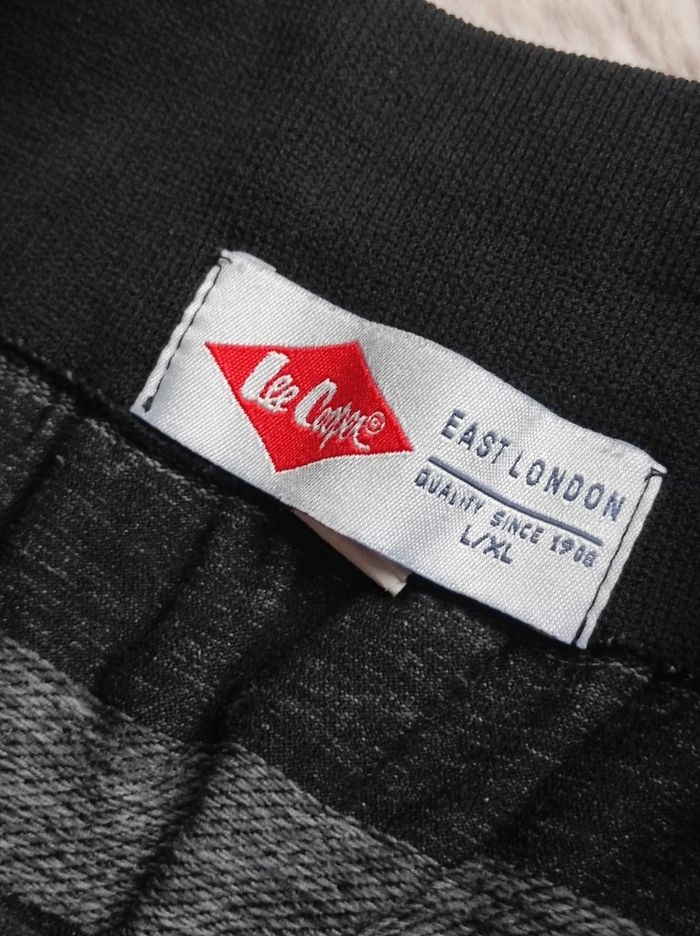 Lee Cooper®
EAST LONDON
QUALITY SINCE 1908
L/XL